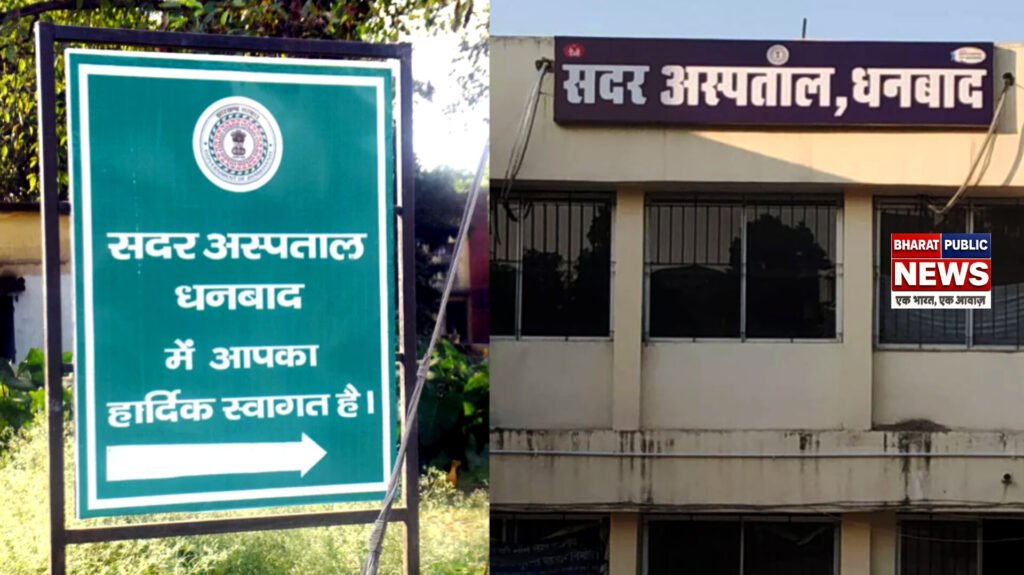 सदर अस्पताल
धनबाद
में आपका
हार्दिक स्वागत है।
सदर अस्पताल, धनबाद
BHARAT PUBLIC
NEWS
एक भारत, एक आवाज़